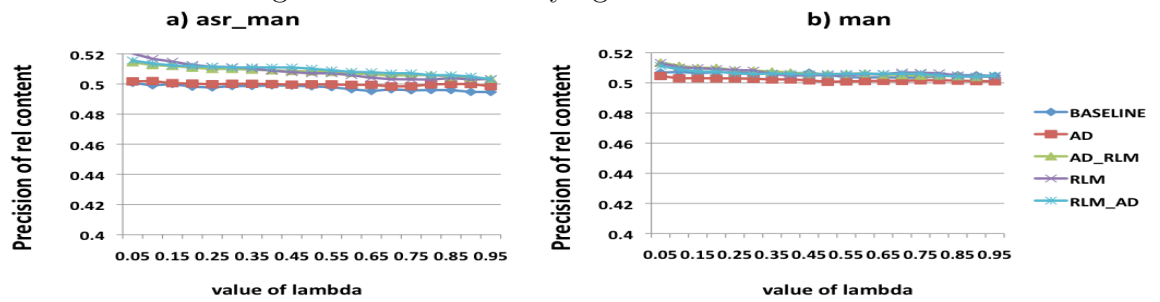 a) asr_man
b) man
Precision of rel content
0.52
0.5
0.48
0.46
0.44
0.42
0.4
0.05 0.15 0.25 0.35 0.45 0.55 0.65 0.75 0.85 0.95
value of lambda
Precision of rel content
0.52
0.5
0.48
0.46
0.44
0.42
0.4
0.05 0.15 0.25 0.35 0.45 0.55 0.65 0.75 0.85 0.95
value of lambda
BASELINE
AD
AD_RLM
RLM
RLM_AD